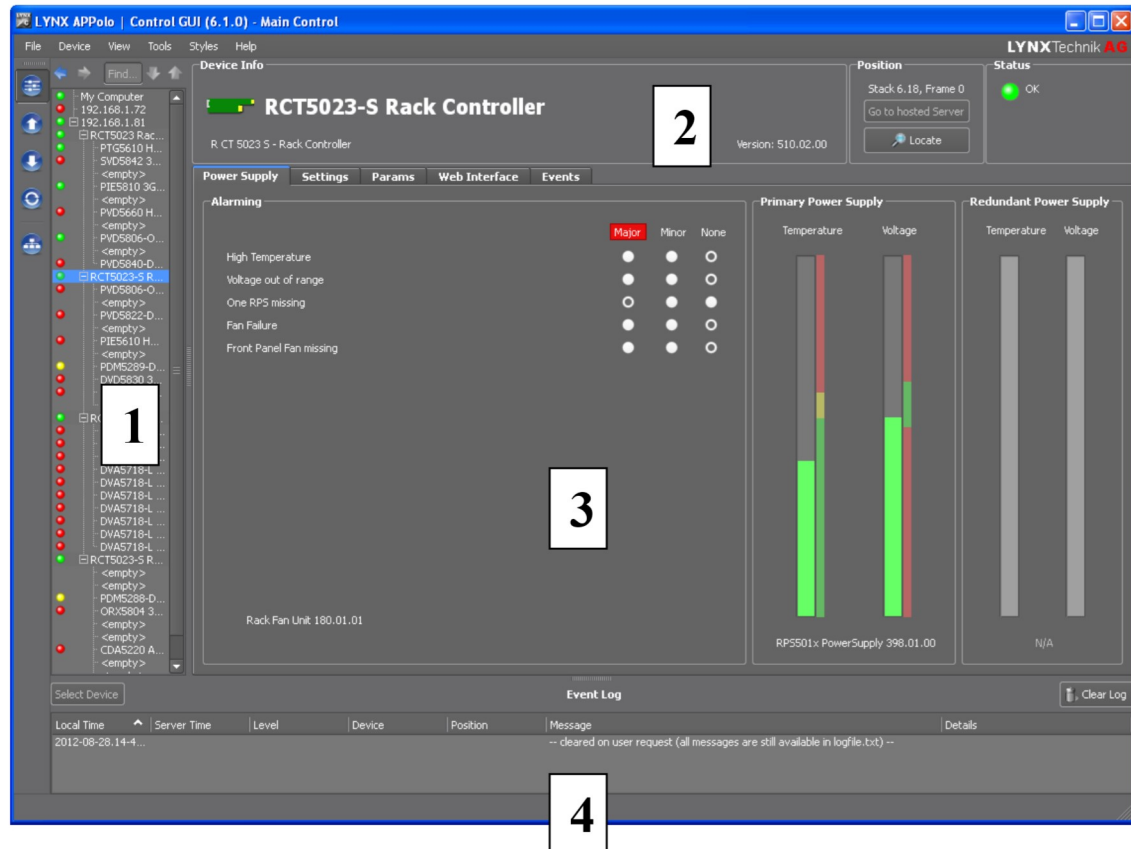 LYNX APPolo | Control GUI (6.1.0) - Main Control
File Device View Tools Styles Help
LYNXTechnik AG
Find...
My Computer
192.168.1.72
192.168.1.81
RCT5023 Rac...
PTG5610 H...
SVD5842 3...
<empty>
PIE5810 3G...
<empty>
PVD5660 H...
<empty>
PVD5806-O...
<empty>
PVD5840-D...
RCT5023-S R...
PVD5806-O...
<empty>
PVD5822-D...
<empty>
PIE5610 H...
<empty>
PDM5289-D...
DVD5830 3...
DVA5718-L ...
DVA5718-L ...
DVA5718-L ...
DVA5718-L ...
DVA5718-L ...
DVA5718-L ...
DVA5718-L ...
RCT5023-S R...
<empty>
<empty>
PDM5288-D...
ORX5804 3...
<empty>
<empty>
CDA5220 A...
<empty>
1
Device Info
RCT5023-S Rack Controller
R CT 5023 S - Rack Controller
Version: 510.02.00
2
Position
Stack 6.18, Frame 0
Go to hosted Server
Locate
Status
OK
Power Supply Settings Params Web Interface Events
Alarming
Major Minor None
High Temperature
Voltage out of range
One RPS missing
Fan Failure
Front Panel Fan missing
3
Rack Fan Unit 180.01.01
Primary Power Supply
Temperature Voltage
RPS501x PowerSupply 398.01.00
Redundant Power Supply
Temperature Voltage
N/A
Select Device
Event Log
Clear Log
Local Time Server Time Level Device Position Message Details
2012-08-28.14-4... -- cleared on user request (all messages are still available in logfile.txt) --
4